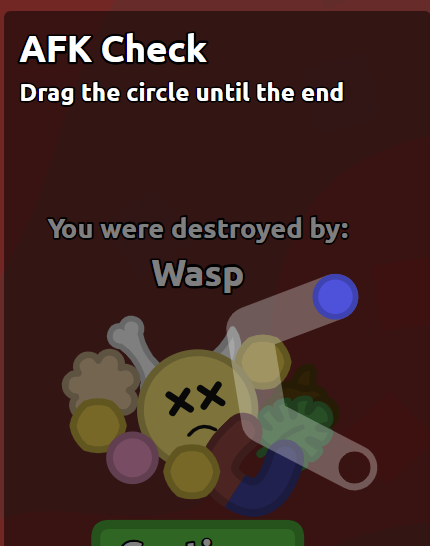 AFK Check
Drag the circle until the end
You were destroyed by:
Wasp